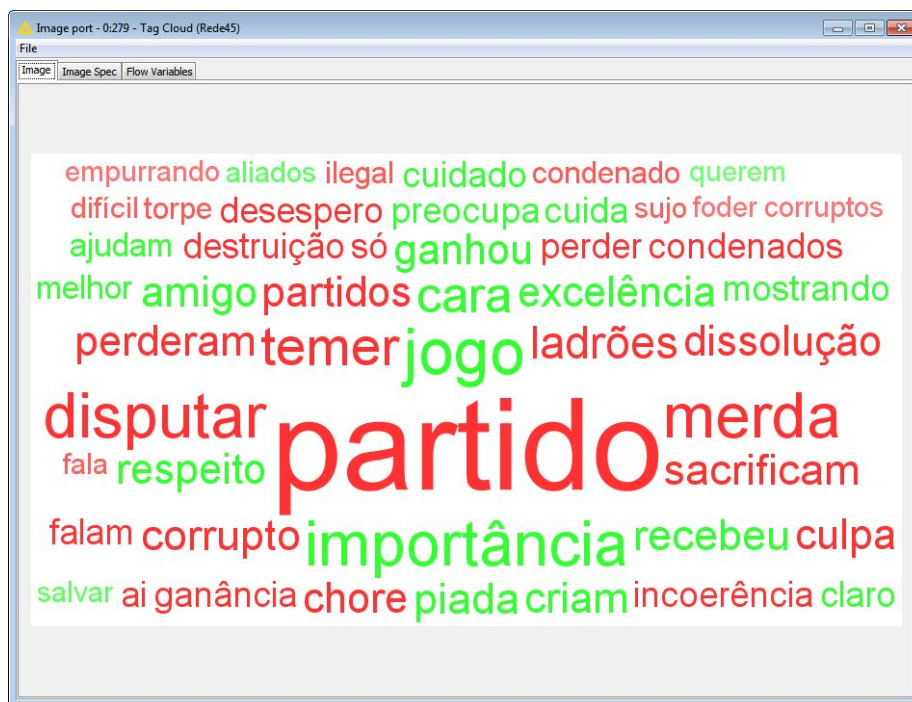 Image port - 0:279 - Tag Cloud (Rede45)
File
Image Image Spec Flow Variables
empurrando aliados ilegal cuidado condenado querem
difícil torpe desespero preocupa cuida sujo foder corruptos
ajudam destruição só ganhou perder condenados
melhor amigo partidos cara excelência mostrando
perderam temer jogo ladrões dissolução
disputar partido merda
fala respeito sacrificam
falam corrupto importância recebeu culpa
salvar ai ganância chore piada criam incoerência claro